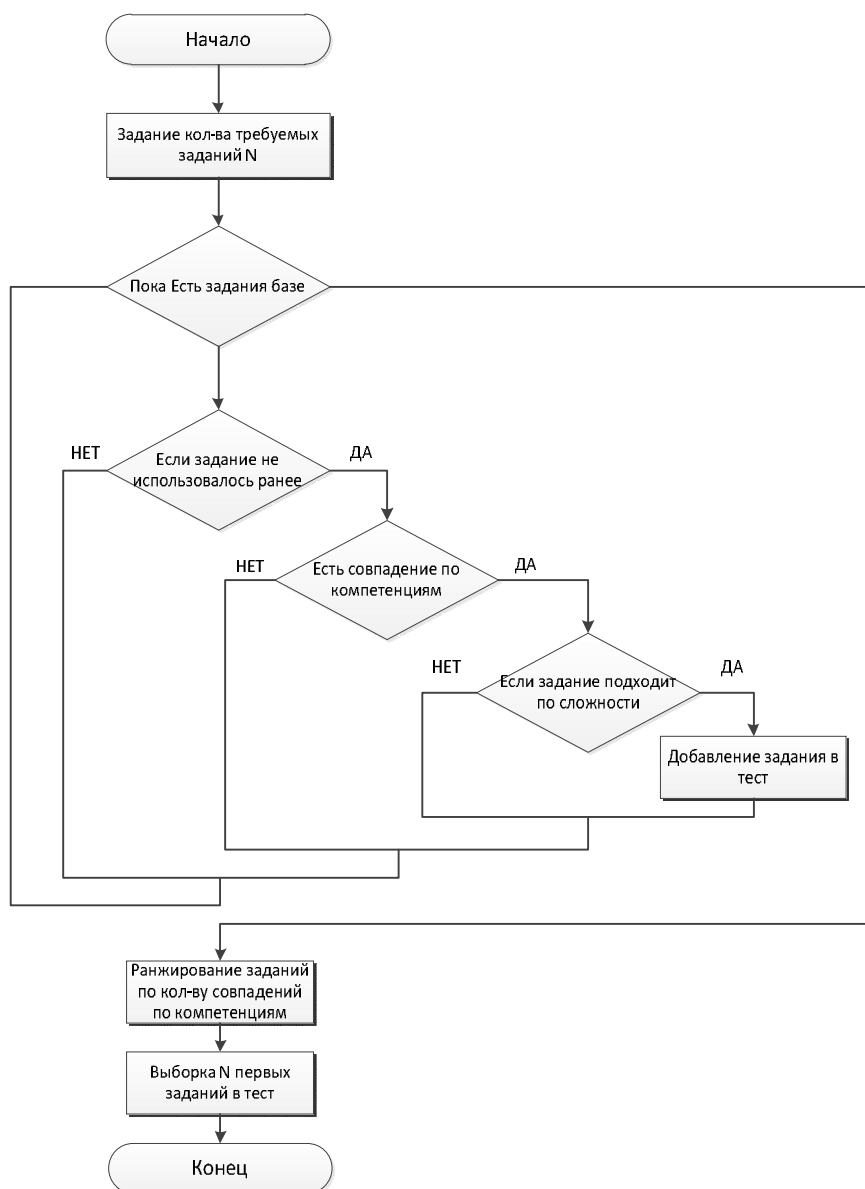 Начало
Задание кол-ва требуемых
заданий N
Пока Есть задания базе
НЕТ
Если задание не
использовалось ранее
ДА
НЕТ
Есть совпадение по
компетенциям
ДА
НЕТ
Если задание подходит
по сложности
ДА
Добавление задания в
тест
Ранжирование заданий
по кол-ву совпадений
по компетенциям
Выборка N первых
заданий в тест
Конец